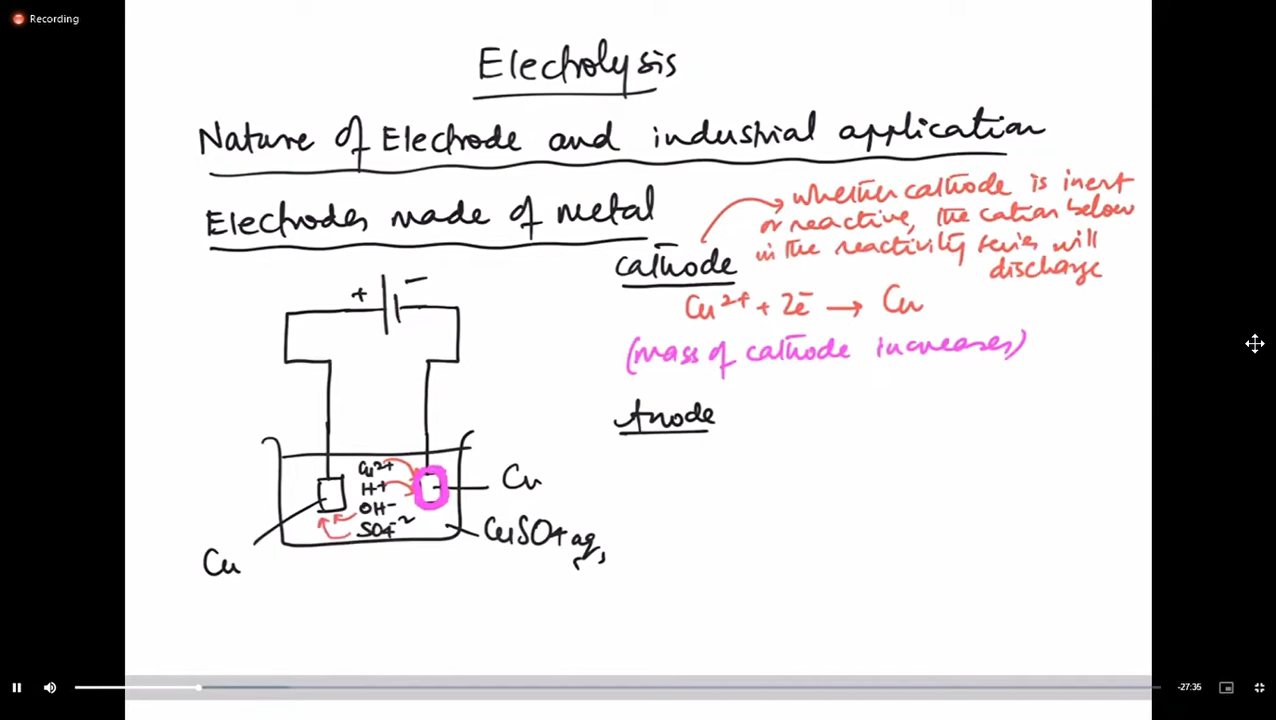 Recording
Electrolysis
Nature of Electrode and industrial application
Electrodes made of metal
whether cathode is inert
or reactive, the cation below
in the reactivity series will
discharge
Cathode
Cu²⁺ + 2e⁻ → Cu
(mass of cathode increases)
Anode
+ −
Cu²⁺
H+
OH−
SO4⁻²
Cu
CuSO4 aq,
Cu
-27:35